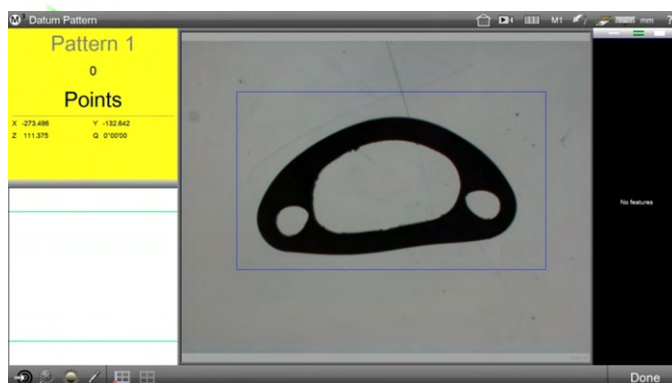 Datum Pattern
M1
mm
?
Pattern 1
0
Points
X -273.496 Y -132.642
Z 111.375 Q 0°00'00
No features
Done